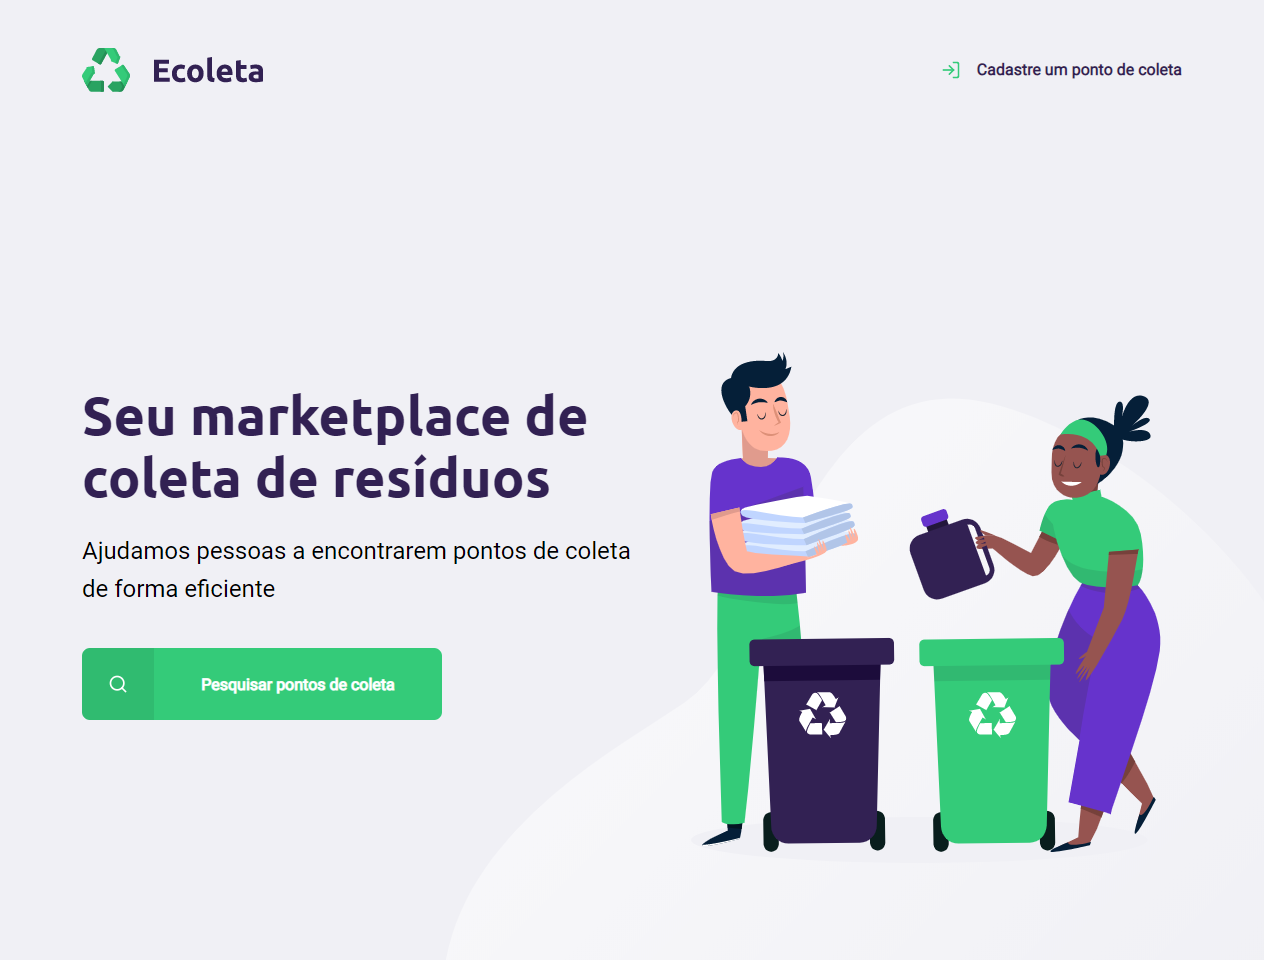 Ecoleta
Cadastre um ponto de coleta
Seu marketplace de
coleta de resíduos
Ajudamos pessoas a encontrarem pontos de coleta
de forma eficiente
Pesquisar pontos de coleta